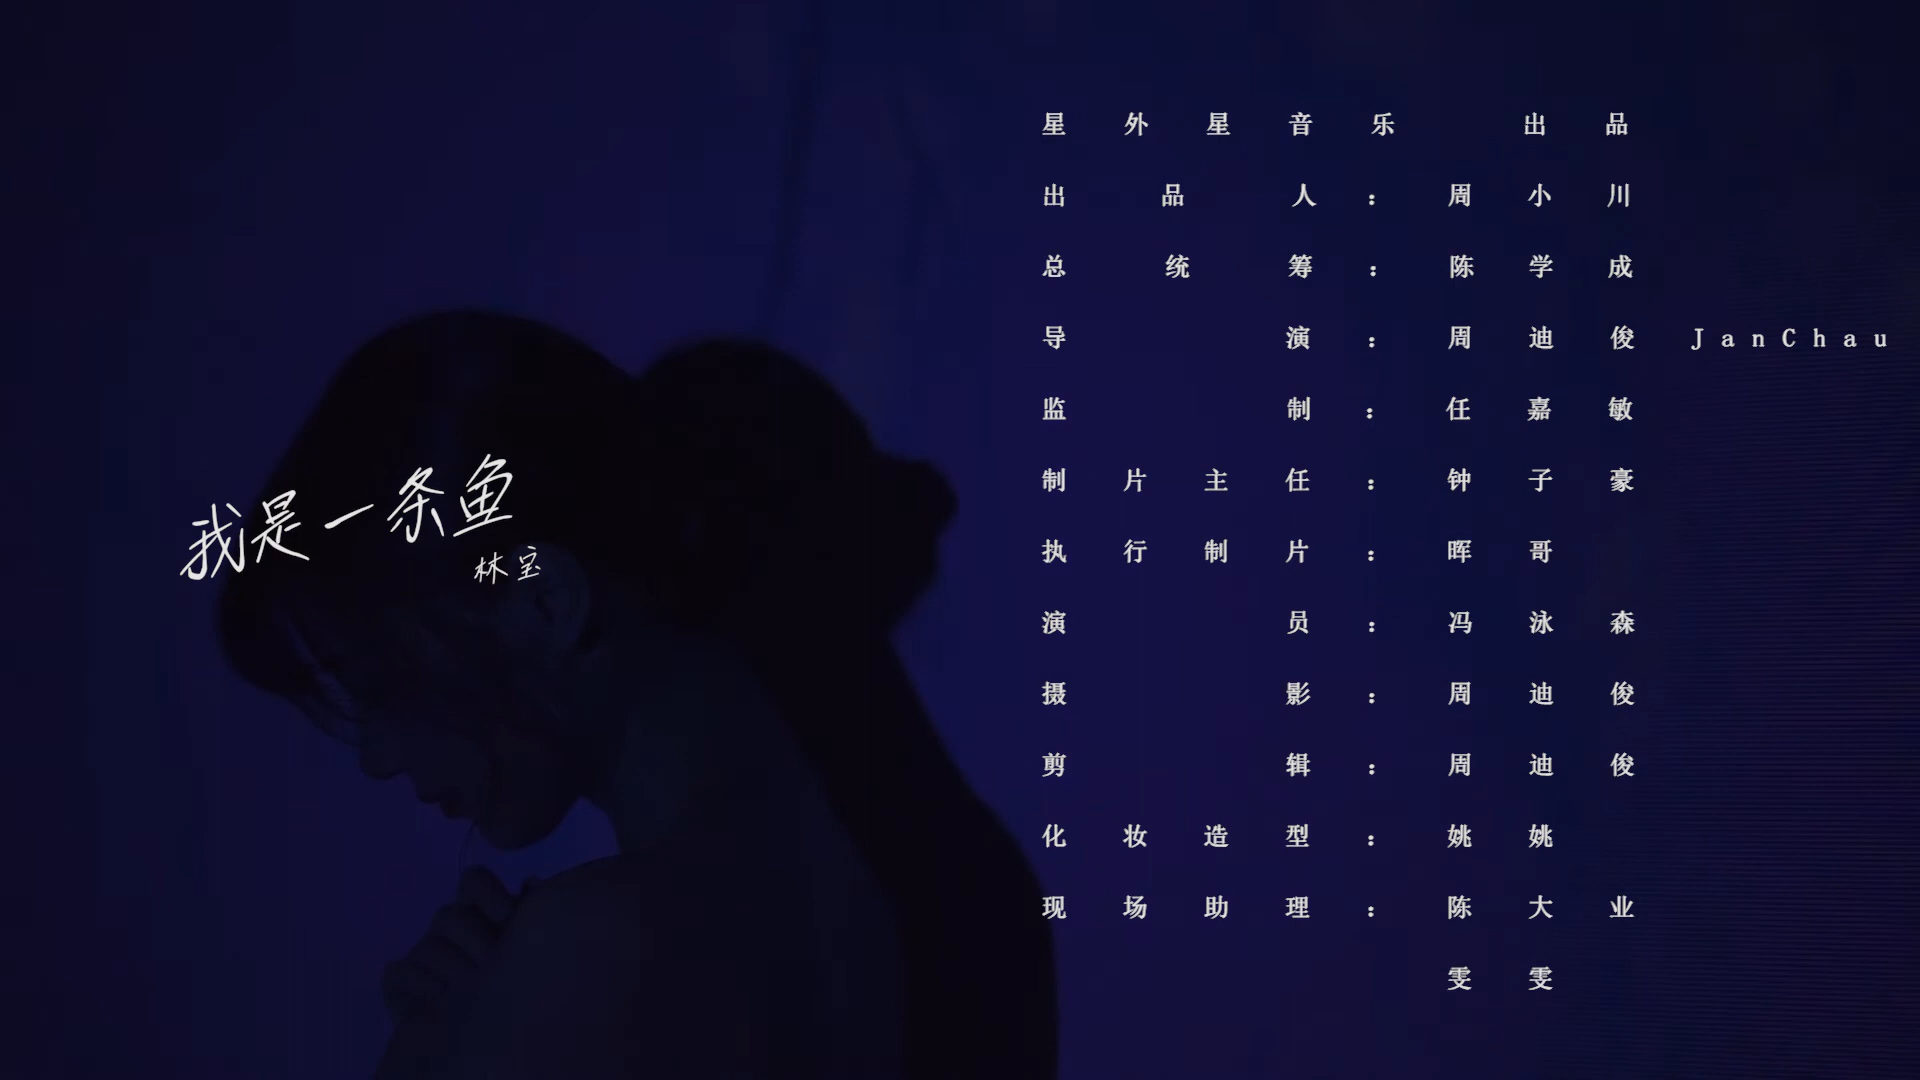 我是一条鱼
林宝
星外星音乐 出品
出品人：周小川
总统筹：陈学成
导演：周迪俊 JanChau
监制：任嘉敏
制片主任：钟子豪
执行制片：晖哥
演员：冯泳森
摄影：周迪俊
剪辑：周迪俊
化妆造型：姚姚
现场助理：陈大业
雯雯